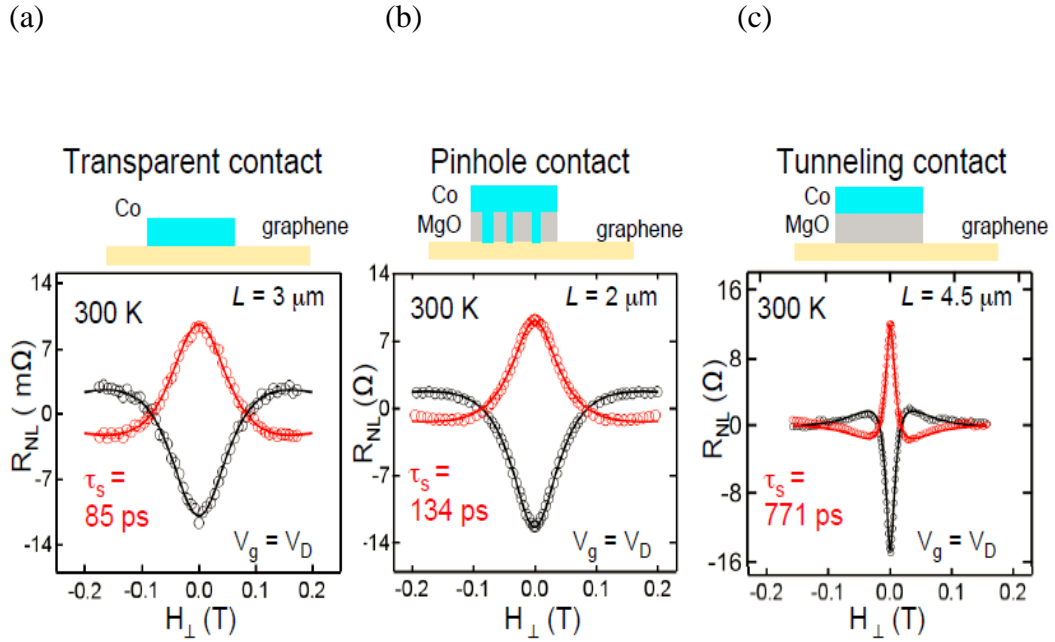 (a)
(b)
(c)
Transparent contact
Co
graphene
14
7
0
-7
-14
R_NL ( mΩ)
300 K
L = 3 μm
τ_s =
85 ps
V_g = V_D
-0.2 -0.1 0.0 0.1 0.2
H_⊥ (T)
Pinhole contact
Co
MgO
graphene
14
7
0
-7
-14
R_NL (Ω)
300 K
L = 2 μm
τ_s =
134 ps
V_g = V_D
-0.2 -0.1 0.0 0.1 0.2
H_⊥ (T)
Tunneling contact
Co
MgO
graphene
16
8
0
-8
-16
R_NL (Ω)
300 K
L = 4.5 μm
τ_s =
771 ps
V_g = V_D
-0.2 -0.1 0.0 0.1 0.2
H_⊥ (T)